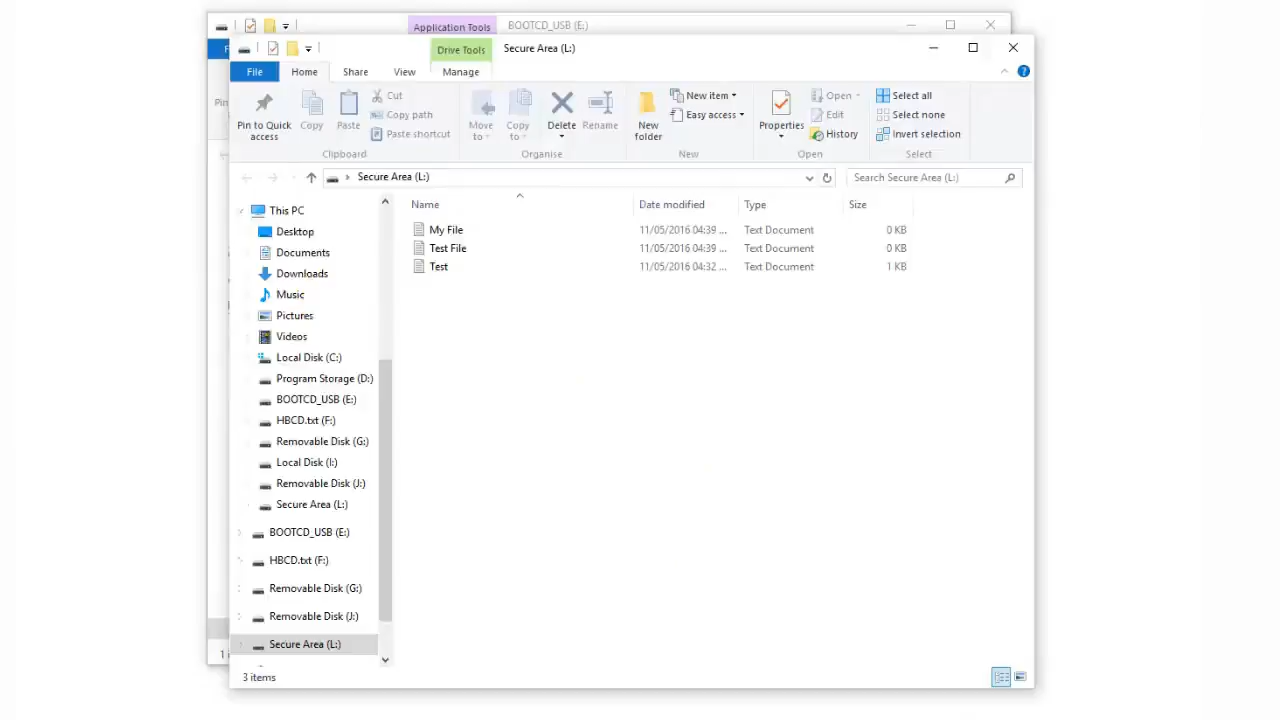 Application Tools BOOTCD_USB (E:)
Drive Tools Secure Area (L:)
File Home Share View Manage
Pin to Quick access
Copy
Paste
Cut
Copy path
Paste shortcut
Clipboard
Move to
Copy to
Delete
Rename
Organise
New folder
New item
Easy access
New
Properties
Open
Edit
History
Open
Select all
Select none
Invert selection
Select
Secure Area (L:)
Search Secure Area (L:)
This PC
Desktop
Documents
Downloads
Music
Pictures
Videos
Local Disk (C:)
Program Storage (D:)
BOOTCD_USB (E:)
HBCD.txt (F:)
Removable Disk (G:)
Local Disk (I:)
Removable Disk (J:)
Secure Area (L:)
BOOTCD_USB (E:)
HBCD.txt (F:)
Removable Disk (G:)
Removable Disk (J:)
Secure Area (L:)
Name Date modified Type Size
My File 11/05/2016 04:39 ... Text Document 0 KB
Test File 11/05/2016 04:39 ... Text Document 0 KB
Test 11/05/2016 04:32 ... Text Document 1 KB
3 items